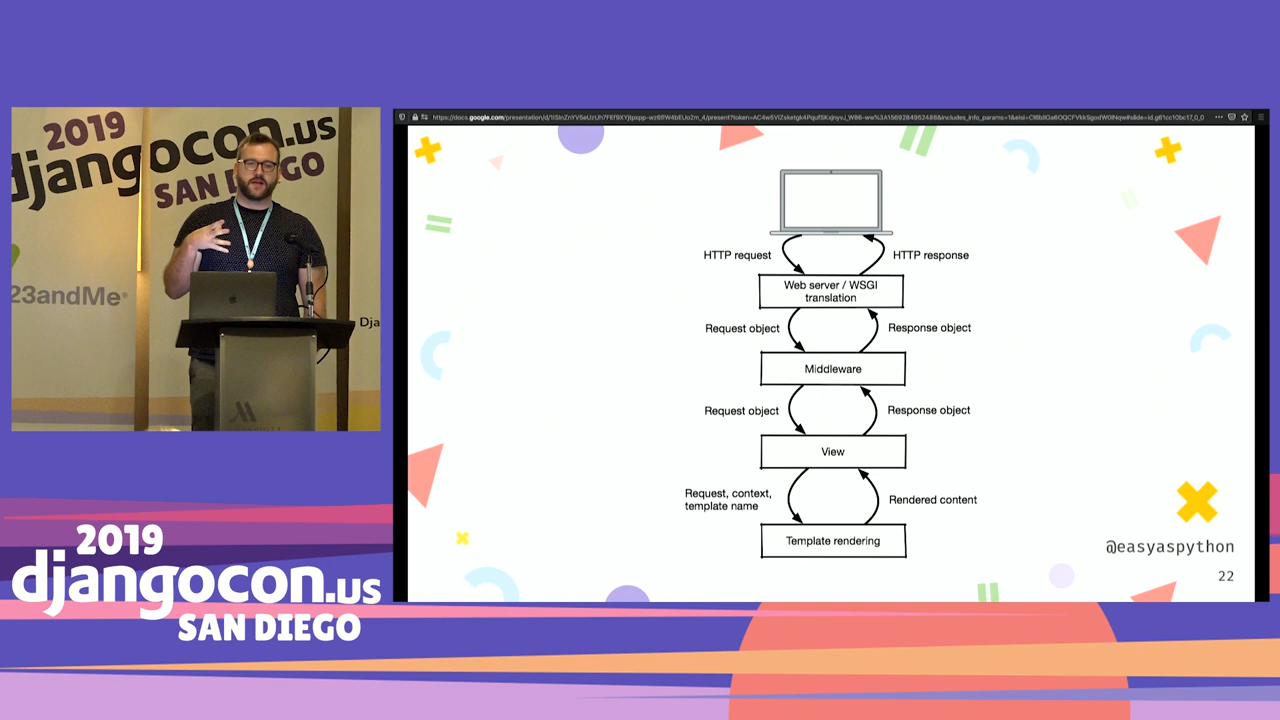 2019
djangocon.us
SAN DIEGO
23andMe
Dja
HTTP request
HTTP response
Web server / WSGI
translation
Request object
Response object
Middleware
Request object
Response object
View
Request, context,
template name
Rendered content
Template rendering
@easyaspython
22
2019
djangocon.us
SAN DIEGO